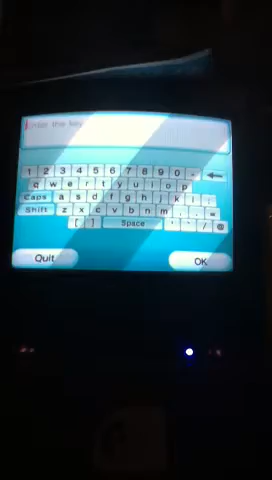 Enter the key
1 2 3 4 5 6 7 8 9 0 -
q w e r t y u i o p
Caps a s d f g h j k l ;
Shift z x c v b n m , . =
[ ] Space ' ` / @
Quit OK